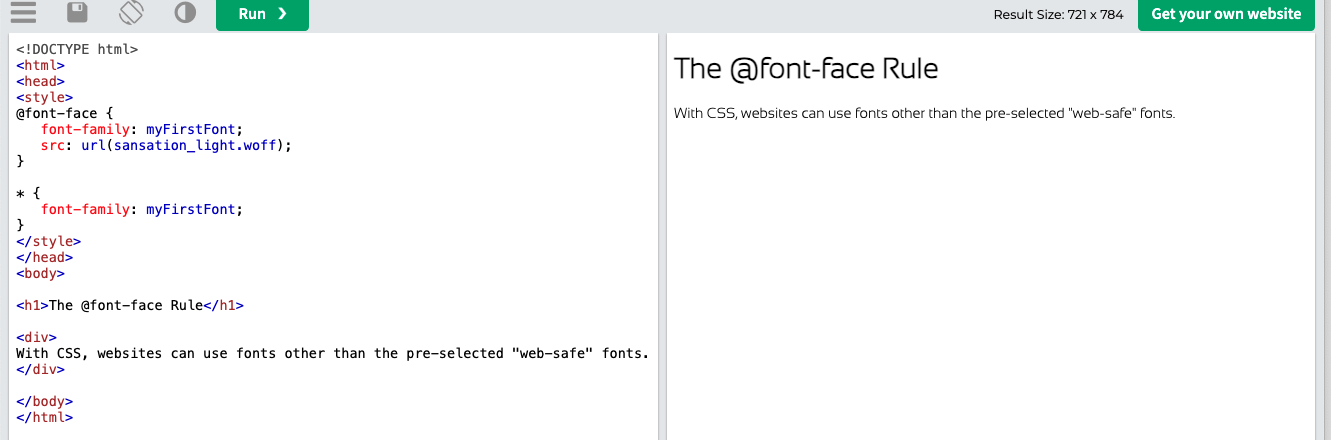 Run ❯
Result Size: 721 x 784
Get your own website
<!DOCTYPE html>
<html>
<head>
<style>
@font-face {
   font-family: myFirstFont;
   src: url(sansation_light.woff);
}

* {
   font-family: myFirstFont;
}
</style>
</head>
<body>

<h1>The @font-face Rule</h1>

<div>
With CSS, websites can use fonts other than the pre-selected "web-safe" fonts.
</div>

</body>
</html>
The @font-face Rule
With CSS, websites can use fonts other than the pre-selected "web-safe" fonts.